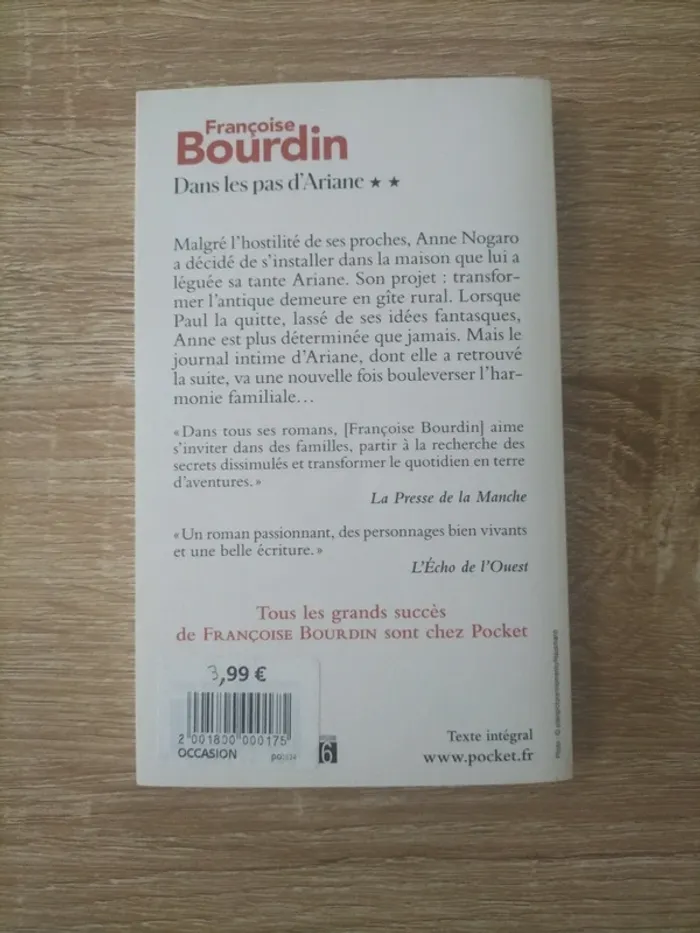 Françoise
Bourdin
Dans les pas d'Ariane ★ ★
Malgré l'hostilité de ses proches, Anne Nogaro
a décidé de s'installer dans la maison que lui a
léguée sa tante Ariane. Son projet : transfor-
mer l'antique demeure en gîte rural. Lorsque
Paul la quitte, lassé de ses idées fantasques,
Anne est plus déterminée que jamais. Mais le
journal intime d'Ariane, dont elle a retrouvé
la suite, va une nouvelle fois bouleverser l'har-
monie familiale…
« Dans tous ses romans, [Françoise Bourdin] aime
s'inviter dans des familles, partir à la recherche des
secrets dissimulés et transformer le quotidien en terre
d'aventures. »
La Presse de la Manche
« Un roman passionnant, des personnages bien vivants
et une belle écriture. »
L'Écho de l'Ouest
Tous les grands succès
de FRANÇOISE BOURDIN sont chez Pocket
3,99 €
2 001800 000175
OCCASION
6
Texte intégral
www.pocket.fr